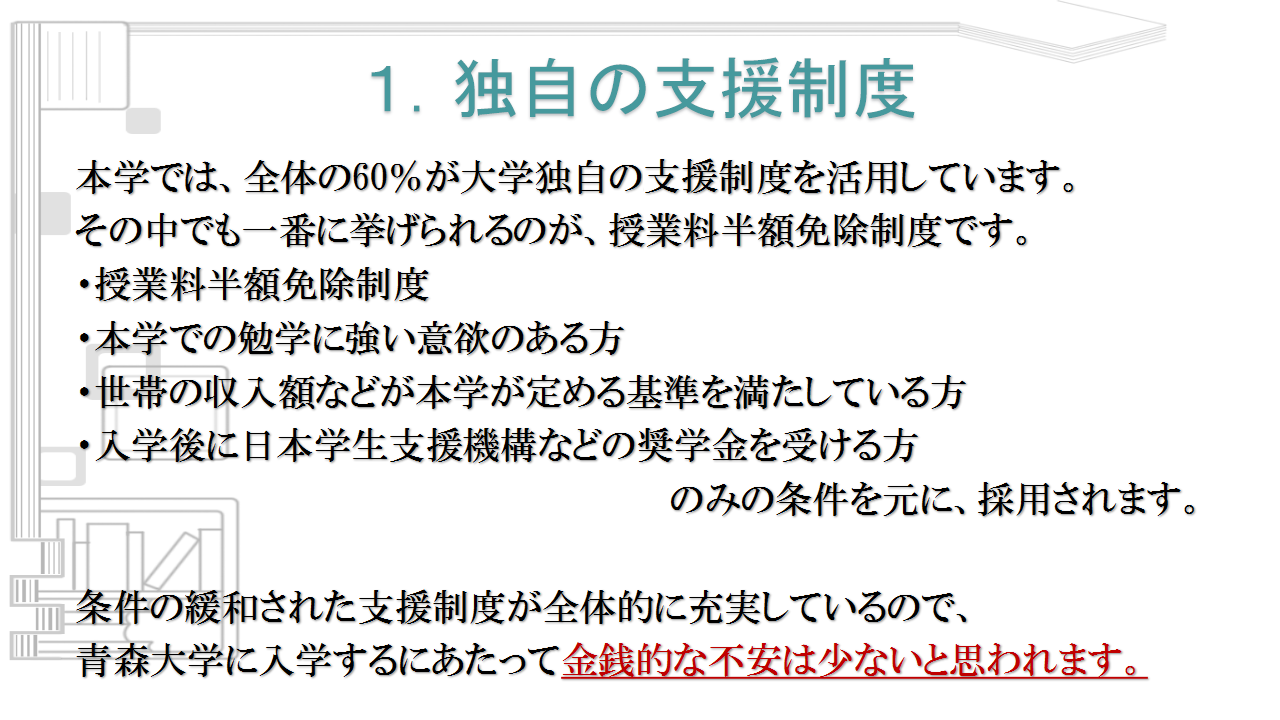 １．独自の支援制度
本学では、全体の60％が大学独自の支援制度を活用しています。
その中でも一番に挙げられるのが、授業料半額免除制度です。
・授業料半額免除制度
・本学での勉学に強い意欲のある方
・世帯の収入額などが本学が定める基準を満たしている方
・入学後に日本学生支援機構などの奨学金を受ける方
のみの条件を元に、採用されます。
条件の緩和された支援制度が全体的に充実しているので、
青森大学に入学するにあたって金銭的な不安は少ないと思われます。